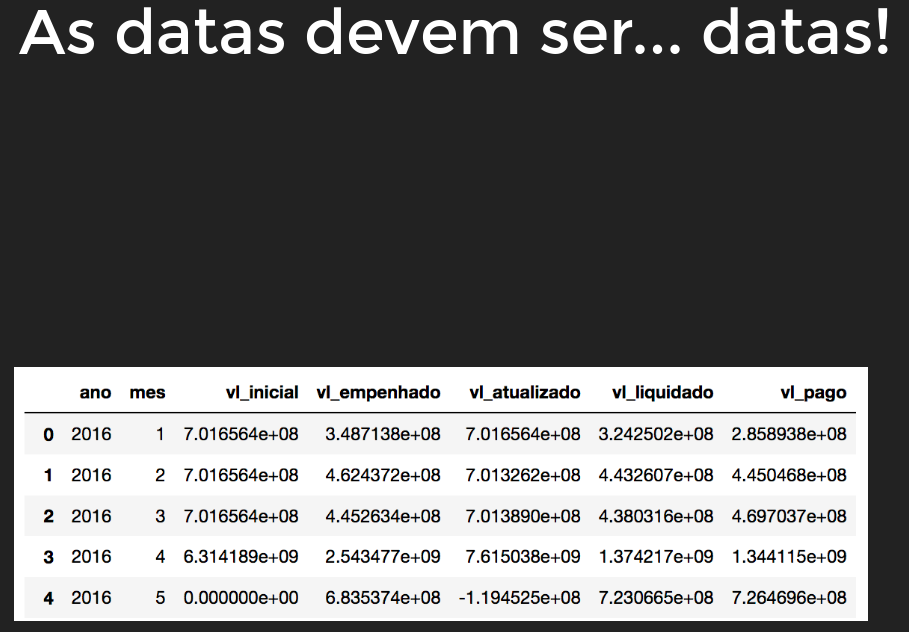 As datas devem ser... datas!
ano mes vl_inicial vl_empenhado vl_atualizado vl_liquidado vl_pago
0 2016 1 7.016564e+08 3.487138e+08 7.016564e+08 3.242502e+08 2.858938e+08
1 2016 2 7.016564e+08 4.624372e+08 7.013262e+08 4.432607e+08 4.450468e+08
2 2016 3 7.016564e+08 4.452634e+08 7.013890e+08 4.380316e+08 4.697037e+08
3 2016 4 6.314189e+09 2.543477e+09 7.615038e+09 1.374217e+09 1.344115e+09
4 2016 5 0.000000e+00 6.835374e+08 -1.194525e+08 7.230665e+08 7.264696e+08